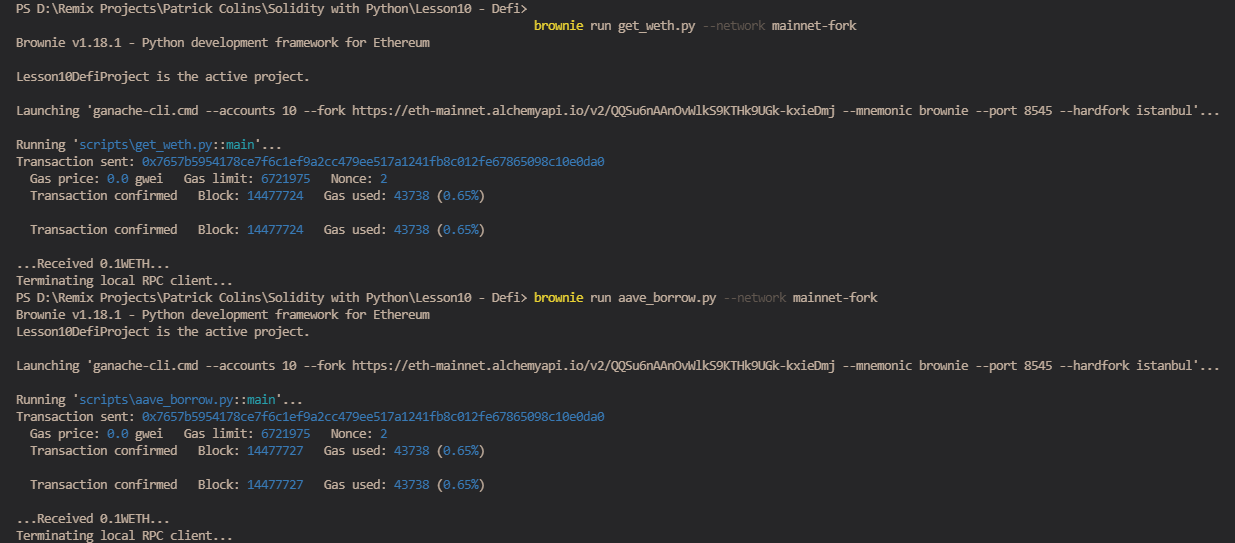 PS D:\Remix Projects\Patrick Colins\Solidity with Python\Lesson10 - Defi>
brownie run get_weth.py --network mainnet-fork
Brownie v1.18.1 - Python development framework for Ethereum
Lesson10DefiProject is the active project.
Launching 'ganache-cli.cmd --accounts 10 --fork https://eth-mainnet.alchemyapi.io/v2/QQSu6nAAnOvWlkS9KTHk9UGk-kxieDmj --mnemonic brownie --port 8545 --hardfork istanbul'...
Running 'scripts\get_weth.py::main'...
Transaction sent: 0x7657b5954178ce7f6c1ef9a2cc479ee517a1241fb8c012fe67865098c10e0da0
Gas price: 0.0 gwei Gas limit: 6721975 Nonce: 2
Transaction confirmed Block: 14477724 Gas used: 43738 (0.65%)
Transaction confirmed Block: 14477724 Gas used: 43738 (0.65%)
...Received 0.1WETH...
Terminating local RPC client...
PS D:\Remix Projects\Patrick Colins\Solidity with Python\Lesson10 - Defi> brownie run aave_borrow.py --network mainnet-fork
Brownie v1.18.1 - Python development framework for Ethereum
Lesson10DefiProject is the active project.
Launching 'ganache-cli.cmd --accounts 10 --fork https://eth-mainnet.alchemyapi.io/v2/QQSu6nAAnOvWlkS9KTHk9UGk-kxieDmj --mnemonic brownie --port 8545 --hardfork istanbul'...
Running 'scripts\aave_borrow.py::main'...
Transaction sent: 0x7657b5954178ce7f6c1ef9a2cc479ee517a1241fb8c012fe67865098c10e0da0
Gas price: 0.0 gwei Gas limit: 6721975 Nonce: 2
Transaction confirmed Block: 14477727 Gas used: 43738 (0.65%)
Transaction confirmed Block: 14477727 Gas used: 43738 (0.65%)
...Received 0.1WETH...
Terminating local RPC client...